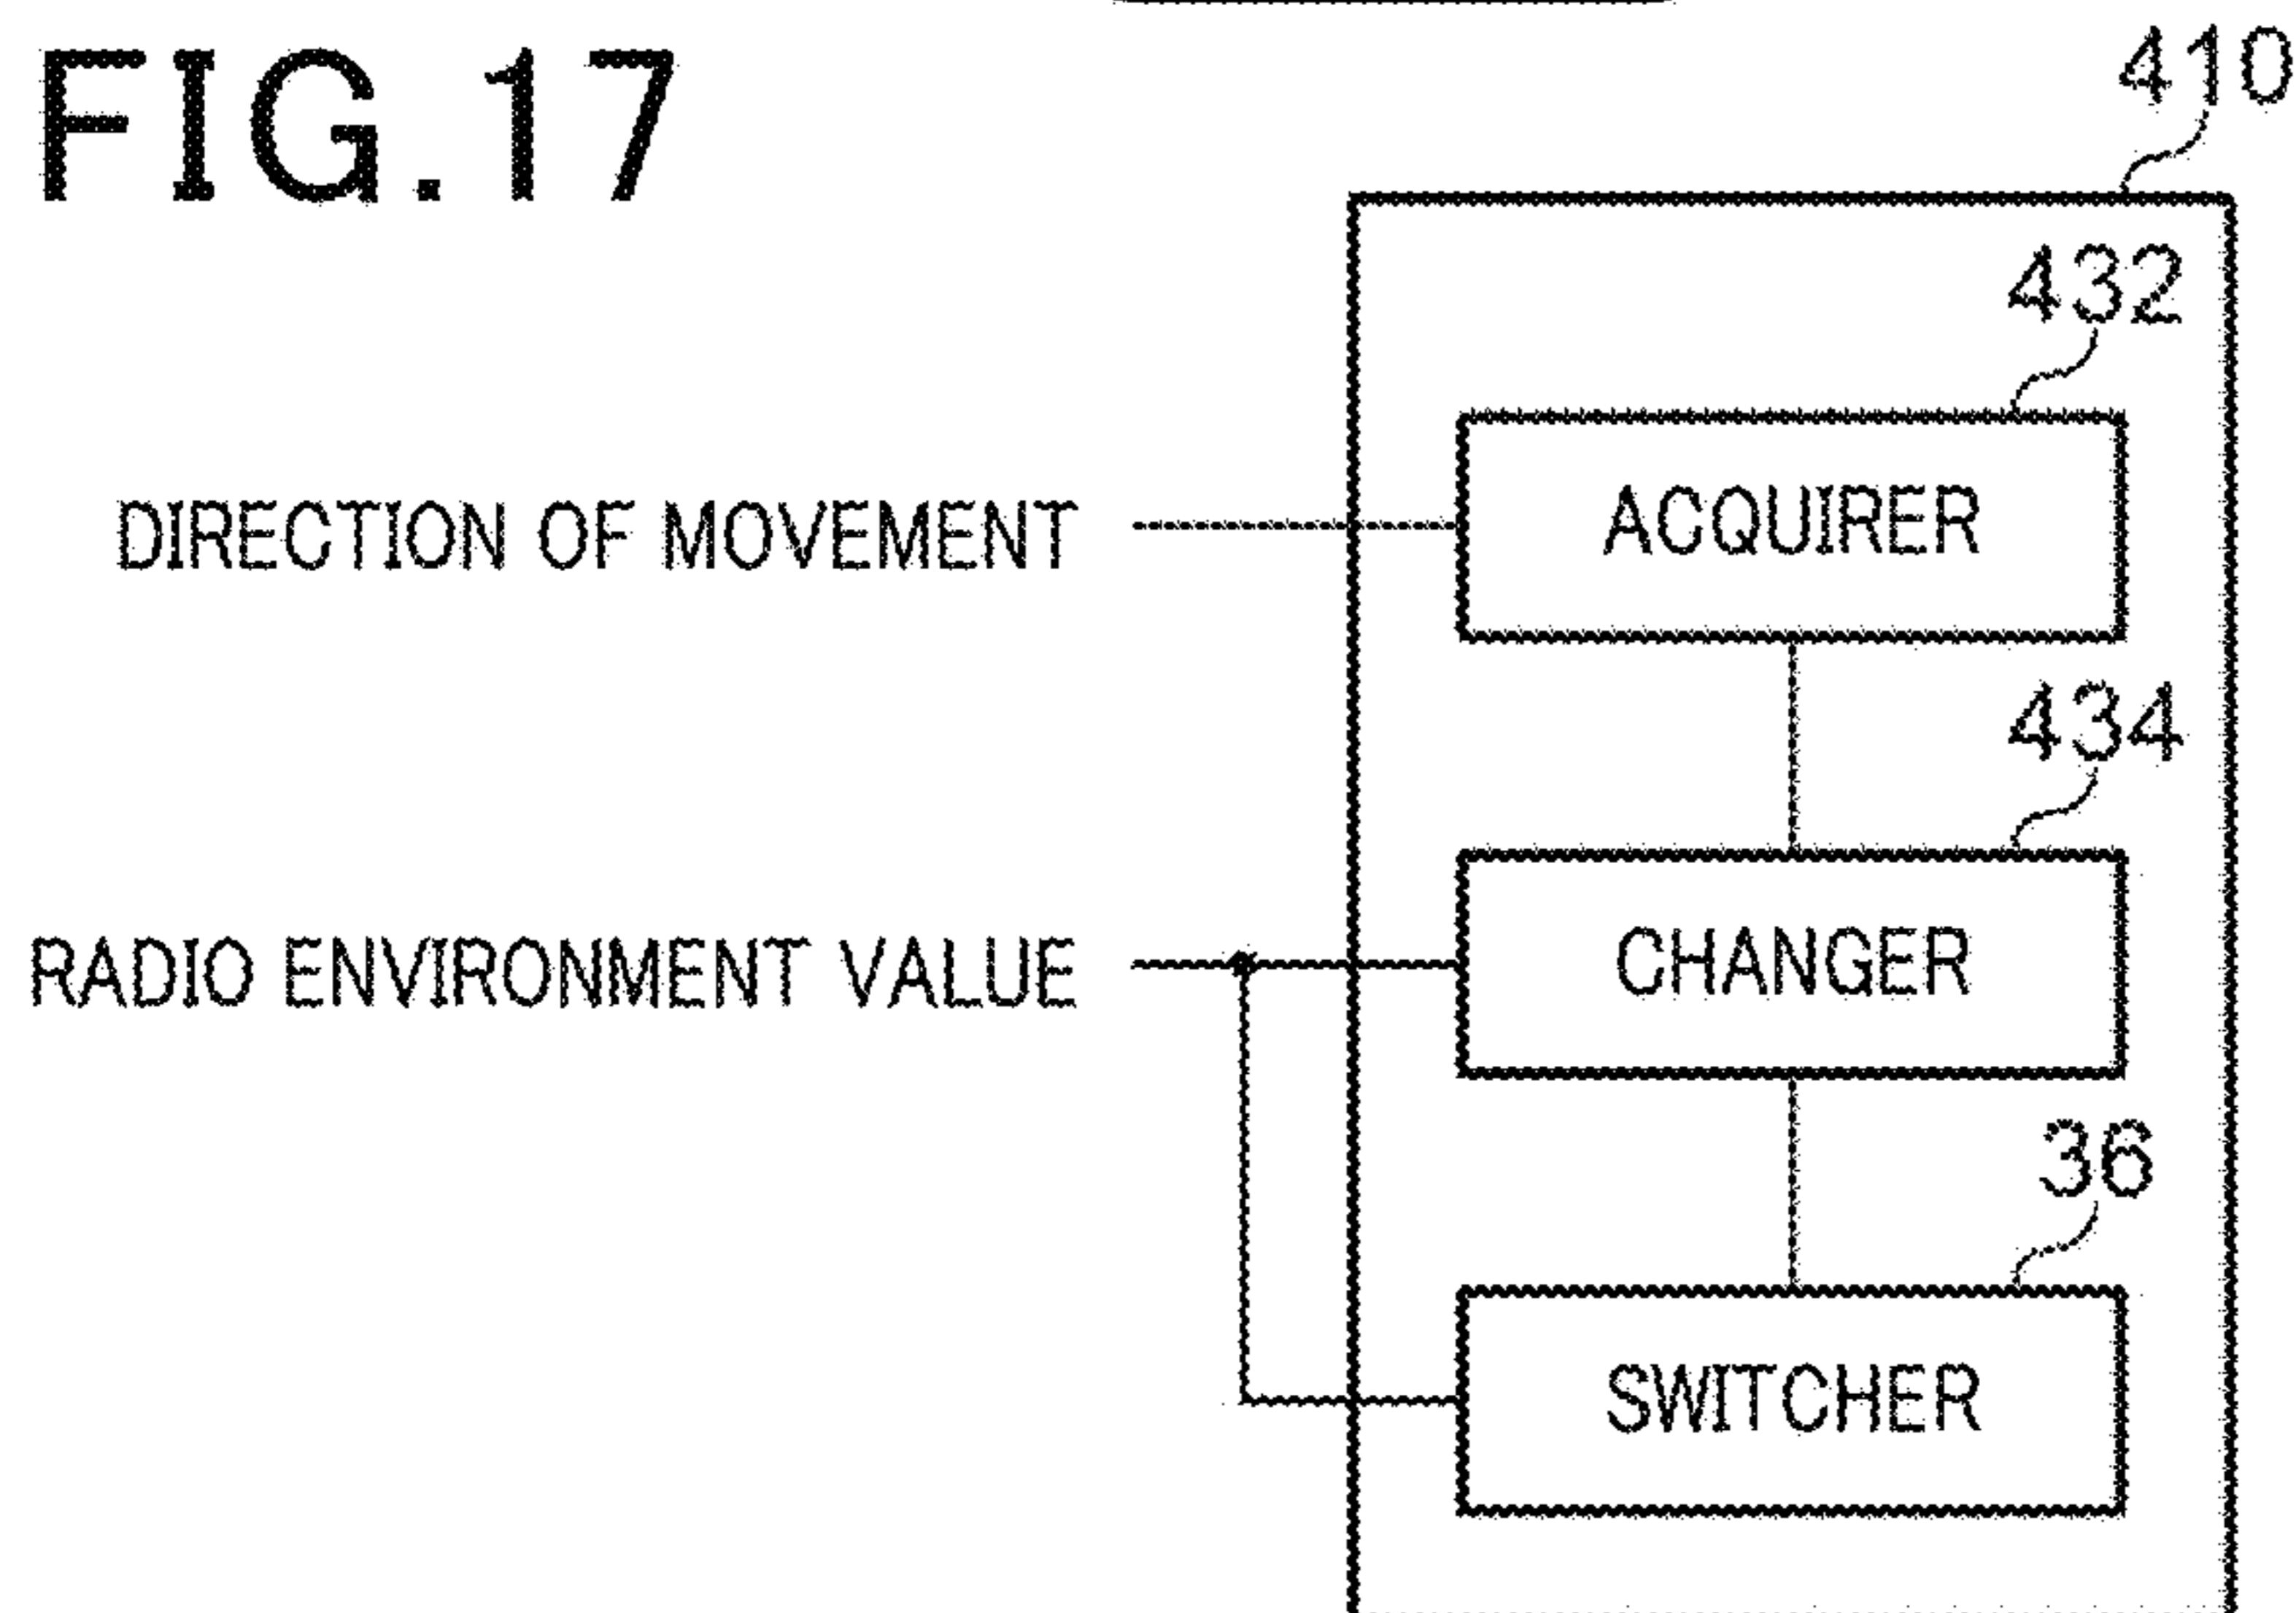 FIG.17
410
432
DIRECTION OF MOVEMENT
ACQUIRER
434
RADIO ENVIRONMENT VALUE
CHANGER
36
SWITCHER